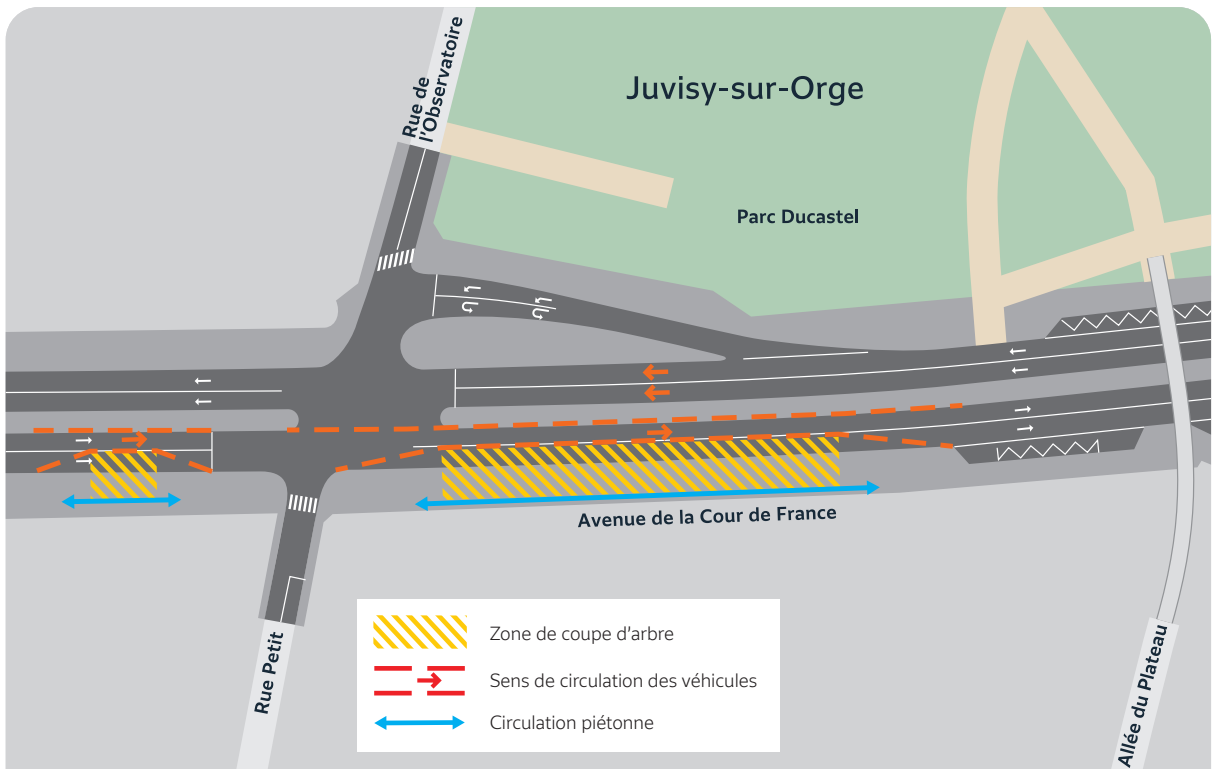 Rue de
l'Observatoire
Juvisy-sur-Orge
Parc Ducastel
Avenue de la Cour de France
Rue Petit
Allée du Plateau
Zone de coupe d'arbre
Sens de circulation des véhicules
Circulation piétonne